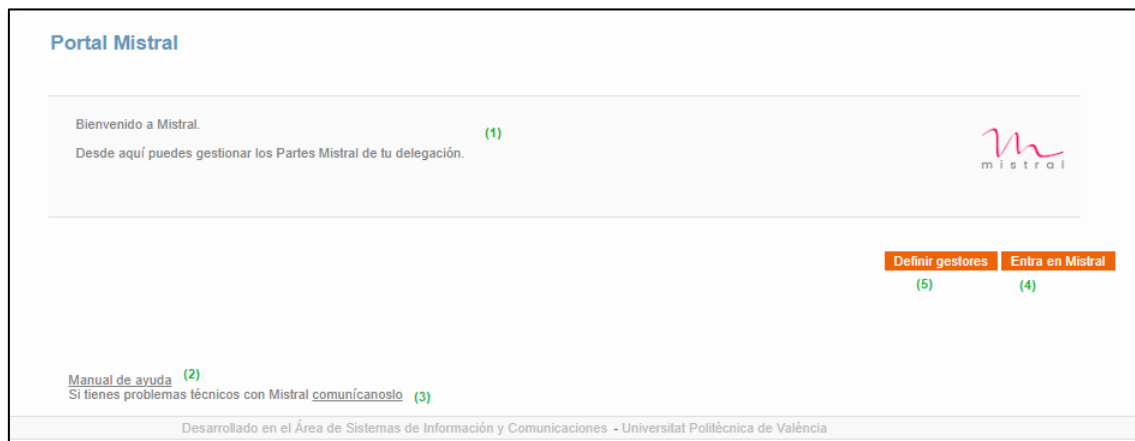 Portal Mistral
Bienvenido a Mistral.
(1)
Desde aquí puedes gestionar los Partes Mistral de tu delegación.
mistral
Definir gestores Entra en Mistral
(5) (4)
Manual de ayuda (2)
Si tienes problemas técnicos con Mistral comunícanoslo (3)
Desarrollado en el Área de Sistemas de Información y Comunicaciones - Universitat Politècnica de València